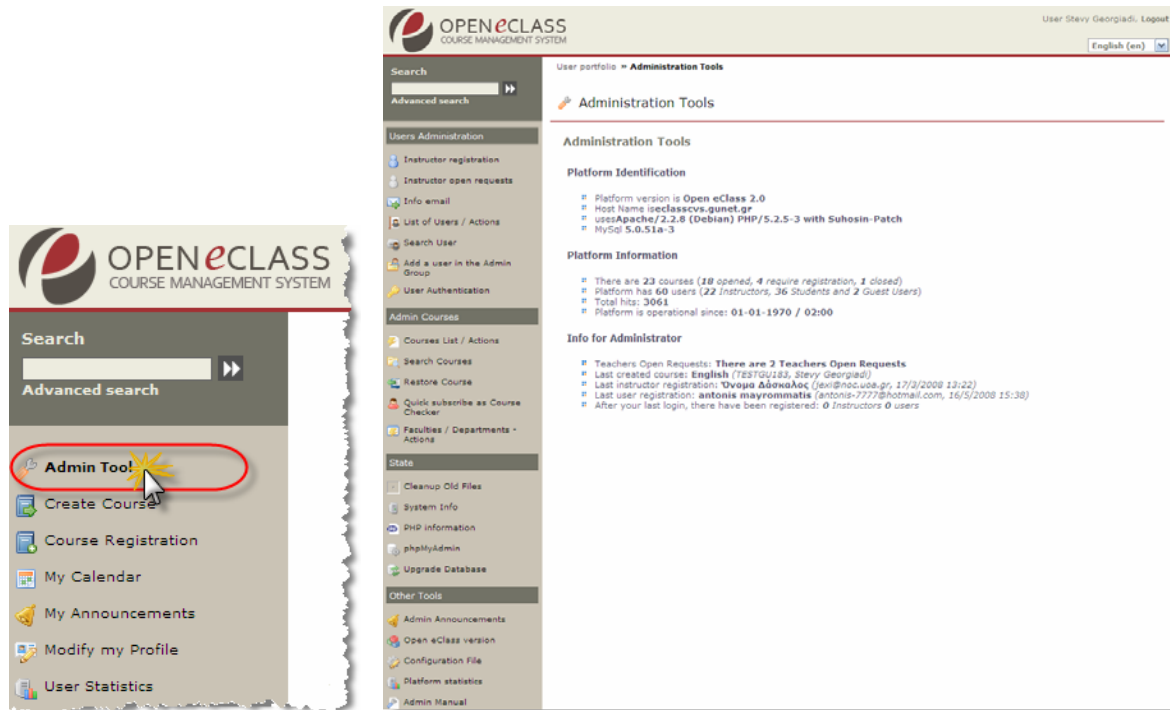 OPEN eCLASS
COURSE MANAGEMENT SYSTEM
Search
Advanced search
Admin Tool
Create Course
Course Registration
My Calendar
My Announcements
Modify my Profile
User Statistics
OPEN eCLASS
COURSE MANAGEMENT SYSTEM
User Stevy Georgiadi, Logout
English (en)
Search
Advanced search
Users Administration
Instructor registration
Instructor open requests
Info email
List of Users / Actions
Search User
Add a user in the Admin
Group
User Authentication
Admin Courses
Courses List / Actions
Search Courses
Restore Course
Quick subscribe as Course
Checker
Faculties / Departments -
Actions
State
Cleanup Old Files
System Info
PHP information
phpMyAdmin
Upgrade Database
Other Tools
Admin Announcements
Open eClass version
Configuration File
Platform statistics
Admin Manual
User portfolio » Administration Tools
Administration Tools
Administration Tools
Platform Identification
Platform version is Open eClass 2.0
Host Name iseclasscvs.gunet.gr
usesApache/2.2.8 (Debian) PHP/5.2.5-3 with Suhosin-Patch
MySql 5.0.51a-3
Platform Information
There are 23 courses (18 opened, 4 require registration, 1 closed)
Platform has 60 users (22 Instructors, 36 Students and 2 Guest Users)
Total hits: 3061
Platform is operational since: 01-01-1970 / 02:00
Info for Administrator
Teachers Open Requests: There are 2 Teachers Open Requests
Last created course: English (TESTGU183, Stevy Georgiadi)
Last instructor registration: Όνομα Δάσκαλος (jexi@noc.uoa.gr, 17/3/2008 13:22)
Last user registration: antonis mayrommatis (antonis-7777@hotmail.com, 16/5/2008 15:38)
After your last login, there have been registered: 0 Instructors 0 users